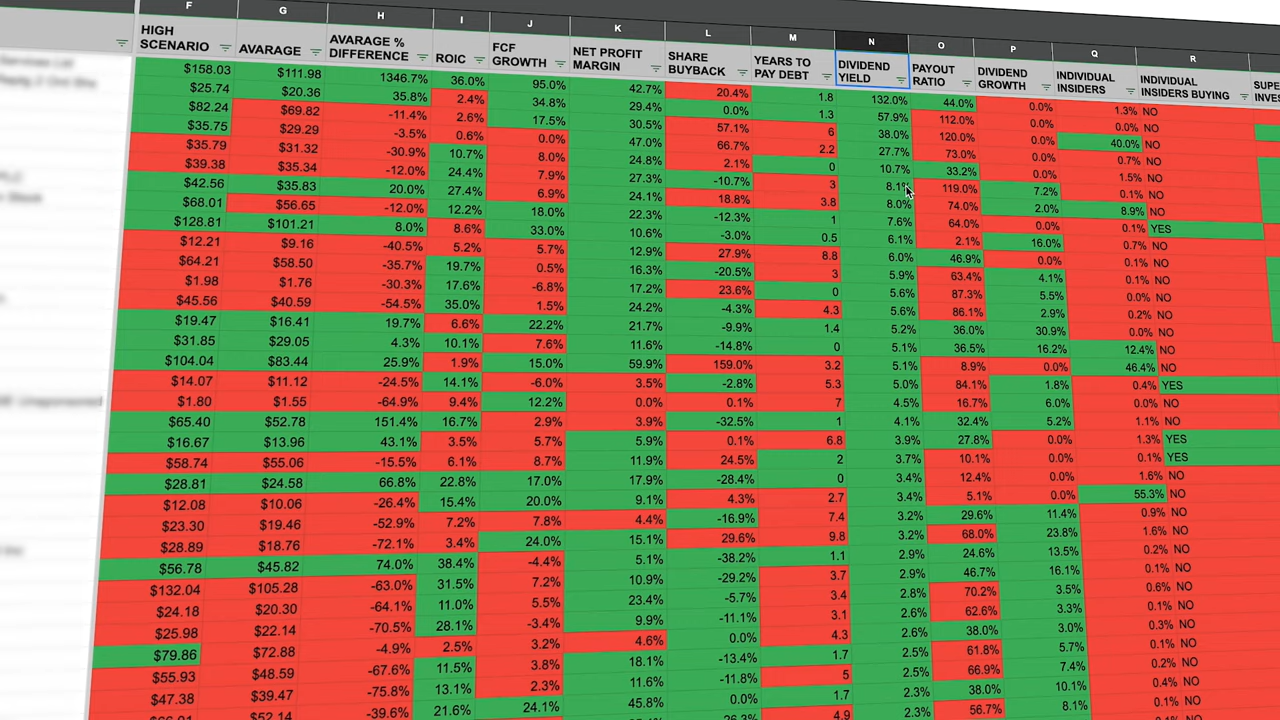 F G H I J K L M N O P Q R
HIGH SCENARIO AVARAGE AVARAGE % DIFFERENCE ROIC FCF GROWTH NET PROFIT MARGIN SHARE BUYBACK YEARS TO PAY DEBT DIVIDEND YIELD PAYOUT RATIO DIVIDEND GROWTH INDIVIDUAL INSIDERS INDIVIDUAL INSIDERS BUYING
$158.03 $111.98 1346.7% 36.0% 95.0% 42.7% 20.4% 1.8 132.0% 44.0% 0.0% 1.3% NO
$25.74 $20.36 35.8% 2.4% 34.8% 29.4% 0.0% 1.3 57.9% 112.0% 0.0% 0.0% NO
$82.24 $69.82 -11.4% 2.6% 17.5% 30.5% 57.1% 6 38.0% 120.0% 0.0% 40.0% NO
$35.75 $29.29 -3.5% 0.6% 0.0% 47.0% 66.7% 2.2 27.7% 73.0% 0.0% 0.7% NO
$35.79 $31.32 -30.9% 10.7% 8.0% 24.8% 2.1% 0 10.7% 33.2% 0.0% 1.5% NO
$39.38 $35.34 -12.0% 24.4% 7.9% 27.3% -10.7% 3 8.1% 119.0% 7.2% 0.1% NO
$42.56 $35.83 20.0% 27.4% 6.9% 24.1% 18.8% 3.8 8.0% 74.0% 2.0% 8.9% NO
$68.01 $56.65 -12.0% 12.2% 18.0% 22.3% -12.3% 1 7.6% 64.0% 0.0% 0.1% YES
$128.81 $101.21 8.0% 8.6% 33.0% 10.6% -3.0% 0.5 6.1% 2.1% 16.0% 0.7% NO
$12.21 $9.16 -40.5% 5.2% 5.7% 12.9% 27.9% 8.8 6.0% 46.9% 0.0% 0.1% NO
$64.21 $58.50 -35.7% 19.7% 0.5% 16.3% -20.5% 3 5.9% 63.4% 4.1% 0.1% NO
$1.98 $1.76 -30.3% 17.6% -6.8% 17.2% 23.6% 0 5.6% 87.3% 5.5% 0.0% NO
$45.56 $40.59 -54.5% 35.0% 1.5% 24.2% -4.3% 4.3 5.6% 86.1% 2.9% 0.2% NO
$19.47 $16.41 19.7% 6.6% 22.2% 21.7% -9.9% 1.4 5.2% 36.0% 30.9% 0.0% NO
$31.85 $29.05 4.3% 10.1% 7.6% 11.6% -14.8% 0 5.1% 36.5% 16.2% 12.4% NO
$104.04 $83.44 25.9% 1.9% 15.0% 59.9% 159.0% 3.2 5.1% 8.9% 0.0% 46.4% NO
$14.07 $11.12 -24.5% 14.1% -6.0% 3.5% -2.8% 5.3 5.0% 84.1% 1.8% 0.4% YES
$1.80 $1.55 -64.9% 9.4% 12.2% 0.0% 0.1% 7 4.5% 16.7% 6.0% 0.0% NO
$65.40 $52.78 151.4% 16.7% 2.9% 3.9% -32.5% 1 4.1% 32.4% 5.2% 1.1% NO
$16.67 $13.96 43.1% 3.5% 5.7% 5.9% 0.1% 6.8 3.9% 27.8% 0.0% 1.3% YES
$58.74 $55.06 -15.5% 6.1% 8.7% 11.9% 24.5% 2 3.7% 10.1% 0.0% 0.1% YES
$28.81 $24.58 66.8% 22.8% 17.0% 17.9% -28.4% 0 3.4% 12.4% 0.0% 1.6% NO
$12.08 $10.06 -26.4% 15.4% 20.0% 9.1% 4.3% 2.7 3.4% 5.1% 0.0% 55.3% NO
$23.30 $19.46 -52.9% 7.2% 7.8% 4.4% -16.9% 7.4 3.2% 29.6% 11.4% 0.9% NO
$28.89 $18.76 -72.1% 3.4% 24.0% 15.1% 29.6% 9.8 3.2% 68.0% 23.8% 1.6% NO
$56.78 $45.82 74.0% 38.4% -4.4% 5.1% -38.2% 1.1 2.9% 24.6% 13.5% 0.2% NO
$132.04 $105.28 -63.0% 31.5% 7.2% 10.9% -29.2% 3.7 2.9% 46.7% 16.1% 0.1% NO
$24.18 $20.30 -64.1% 11.0% 5.5% 23.4% -5.7% 3.4 2.8% 70.2% 3.5% 0.6% NO
$25.98 $22.14 -70.5% 28.1% -3.4% 9.9% -11.1% 3.1 2.6% 62.6% 3.3% 0.1% NO
$79.86 $72.88 -4.9% 2.5% 3.2% 4.6% 0.0% 4.3 2.6% 38.0% 3.0% 0.3% NO
$55.93 $48.59 -67.6% 11.5% 3.8% 18.1% -13.4% 1.7 2.5% 61.8% 5.7% 0.1% NO
$47.38 $39.47 -75.8% 13.1% 2.3% 11.6% -11.8% 5 2.5% 66.9% 7.4% 0.2% NO
$52.14 -39.6% 21.6% 24.1% 45.8% 0.0% 1.7 2.3% 38.0% 10.1% 0.4% NO
4.9 2.3% 56.7% 8.1% 0.1% NO